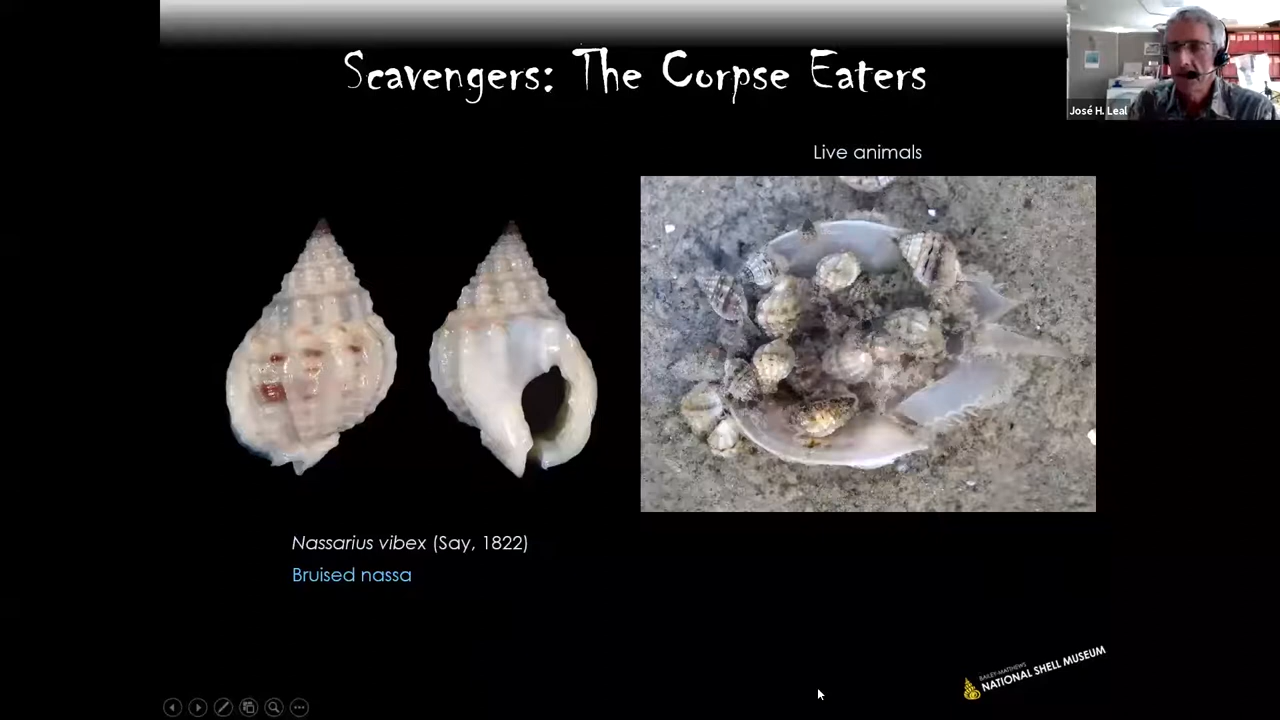 Scavengers: The Corpse Eaters
José H. Leal
Live animals
Nassarius vibex (Say, 1822)
Bruised nassa
BAILEY-MATTHEWS
NATIONAL SHELL MUSEUM